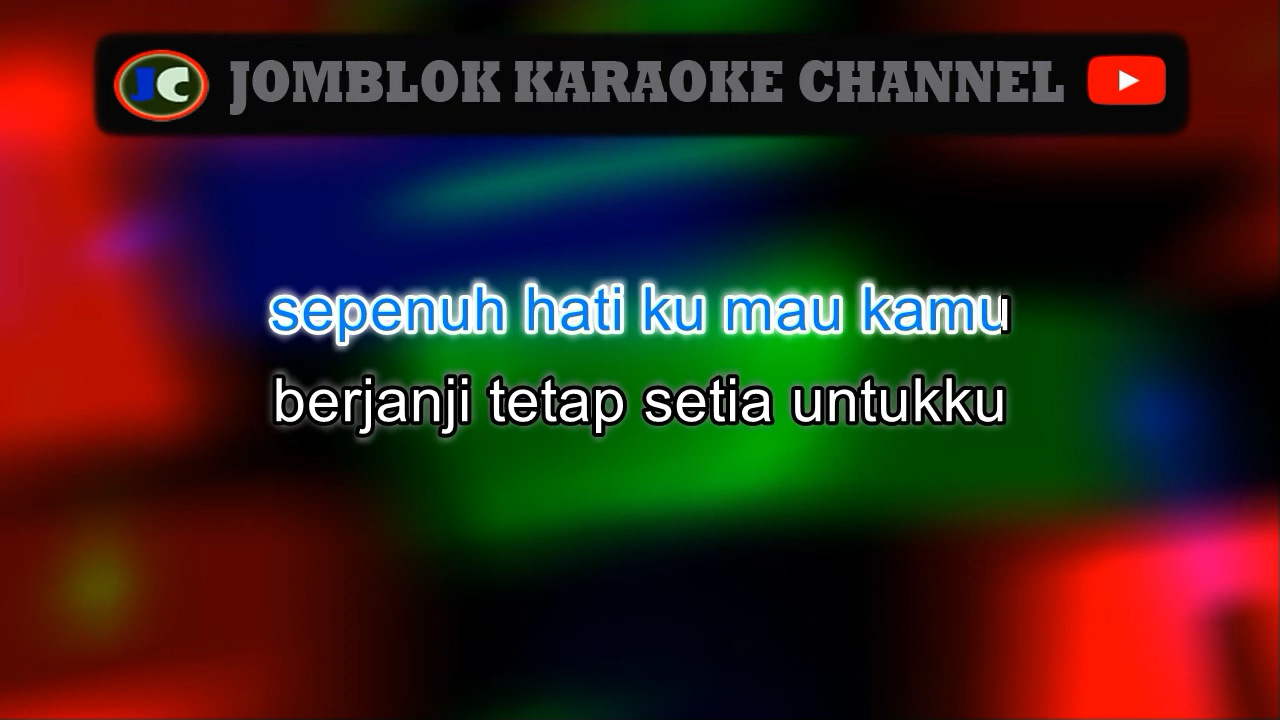 JC JOMBLOK KARAOKE CHANNEL
sepenuh hati ku mau kamu
berjanji tetap setia untukku